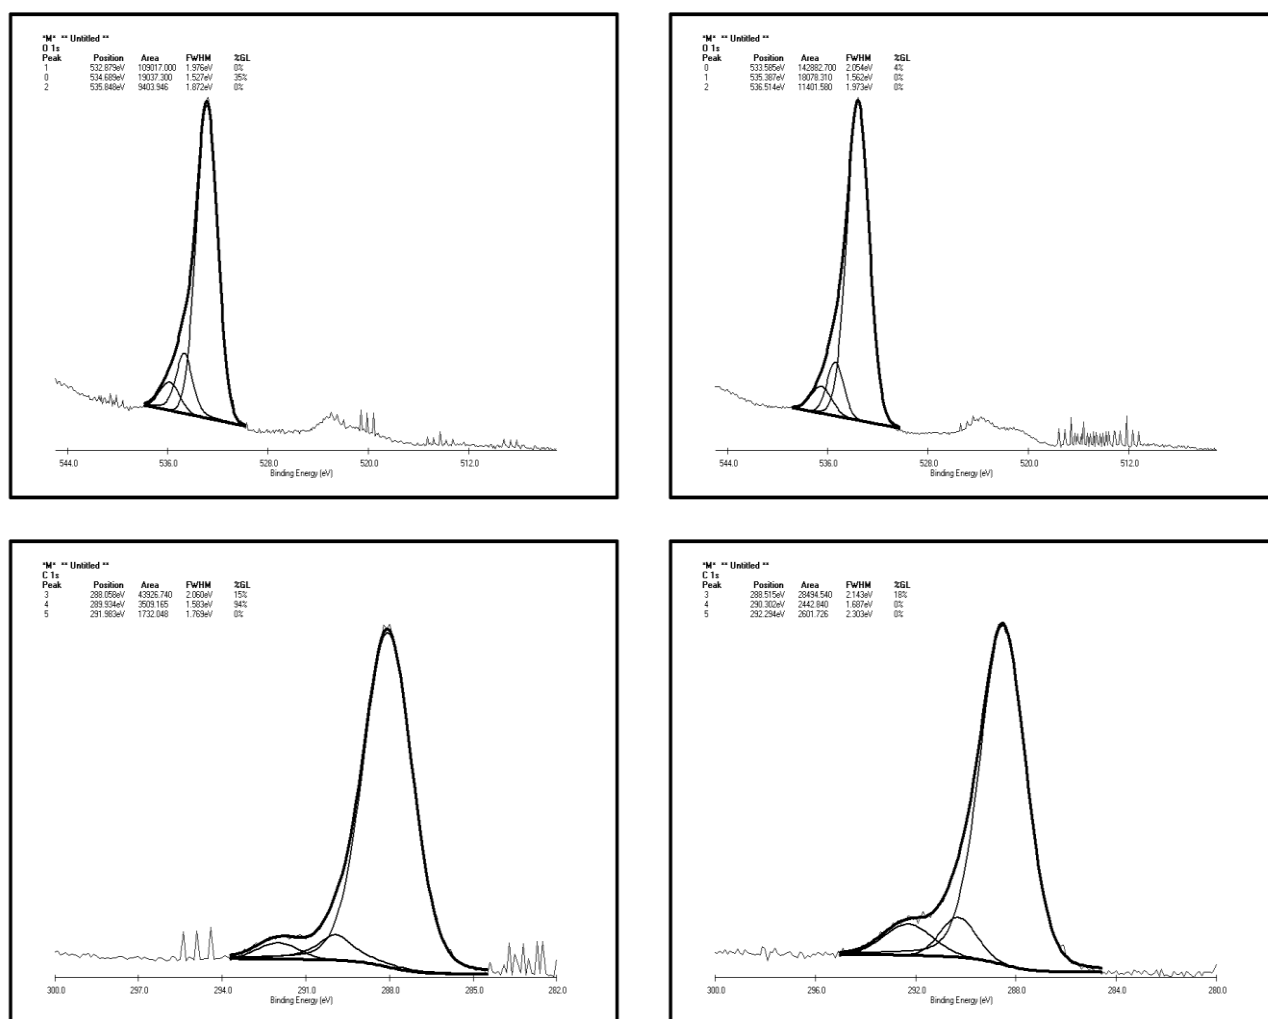 "M" ** Untitled **
O 1s
Peak Position Area FWHM %GL
1 532.879eV 109017.000 1.976eV 0%
0 534.689eV 19037.300 1.527eV 35%
2 535.848eV 9403.946 1.872eV 0%
544.0 536.0 528.0 520.0 512.0
Binding Energy (eV)
"M" ** Untitled **
O 1s
Peak Position Area FWHM %GL
0 533.585eV 142882.700 2.054eV 4%
1 535.387eV 18078.310 1.562eV 0%
2 536.514eV 11401.580 1.973eV 0%
544.0 536.0 528.0 520.0 512.0
Binding Energy (eV)
"M" ** Untitled **
C 1s
Peak Position Area FWHM %GL
3 288.058eV 43926.740 2.060eV 15%
4 289.934eV 3509.165 1.583eV 94%
5 291.983eV 1732.048 1.769eV 0%
300.0 297.0 294.0 291.0 288.0 285.0 282.0
Binding Energy (eV)
"M" ** Untitled **
C 1s
Peak Position Area FWHM %GL
3 288.515eV 28494.540 2.143eV 18%
4 290.302eV 2442.840 1.687eV 0%
5 292.294eV 2601.726 2.303eV 0%
300.0 296.0 292.0 288.0 284.0 280.0
Binding Energy (eV)